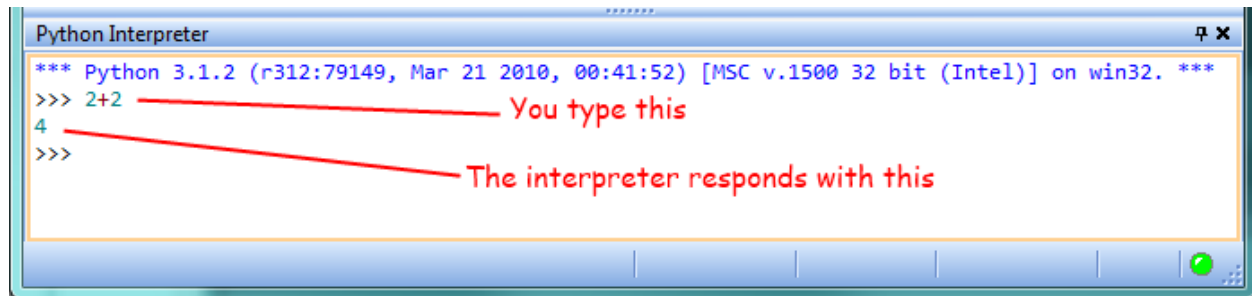 Python Interpreter
*** Python 3.1.2 (r312:79149, Mar 21 2010, 00:41:52) [MSC v.1500 32 bit (Intel)] on win32. ***
>>> 2+2
You type this
4
>>>
The interpreter responds with this